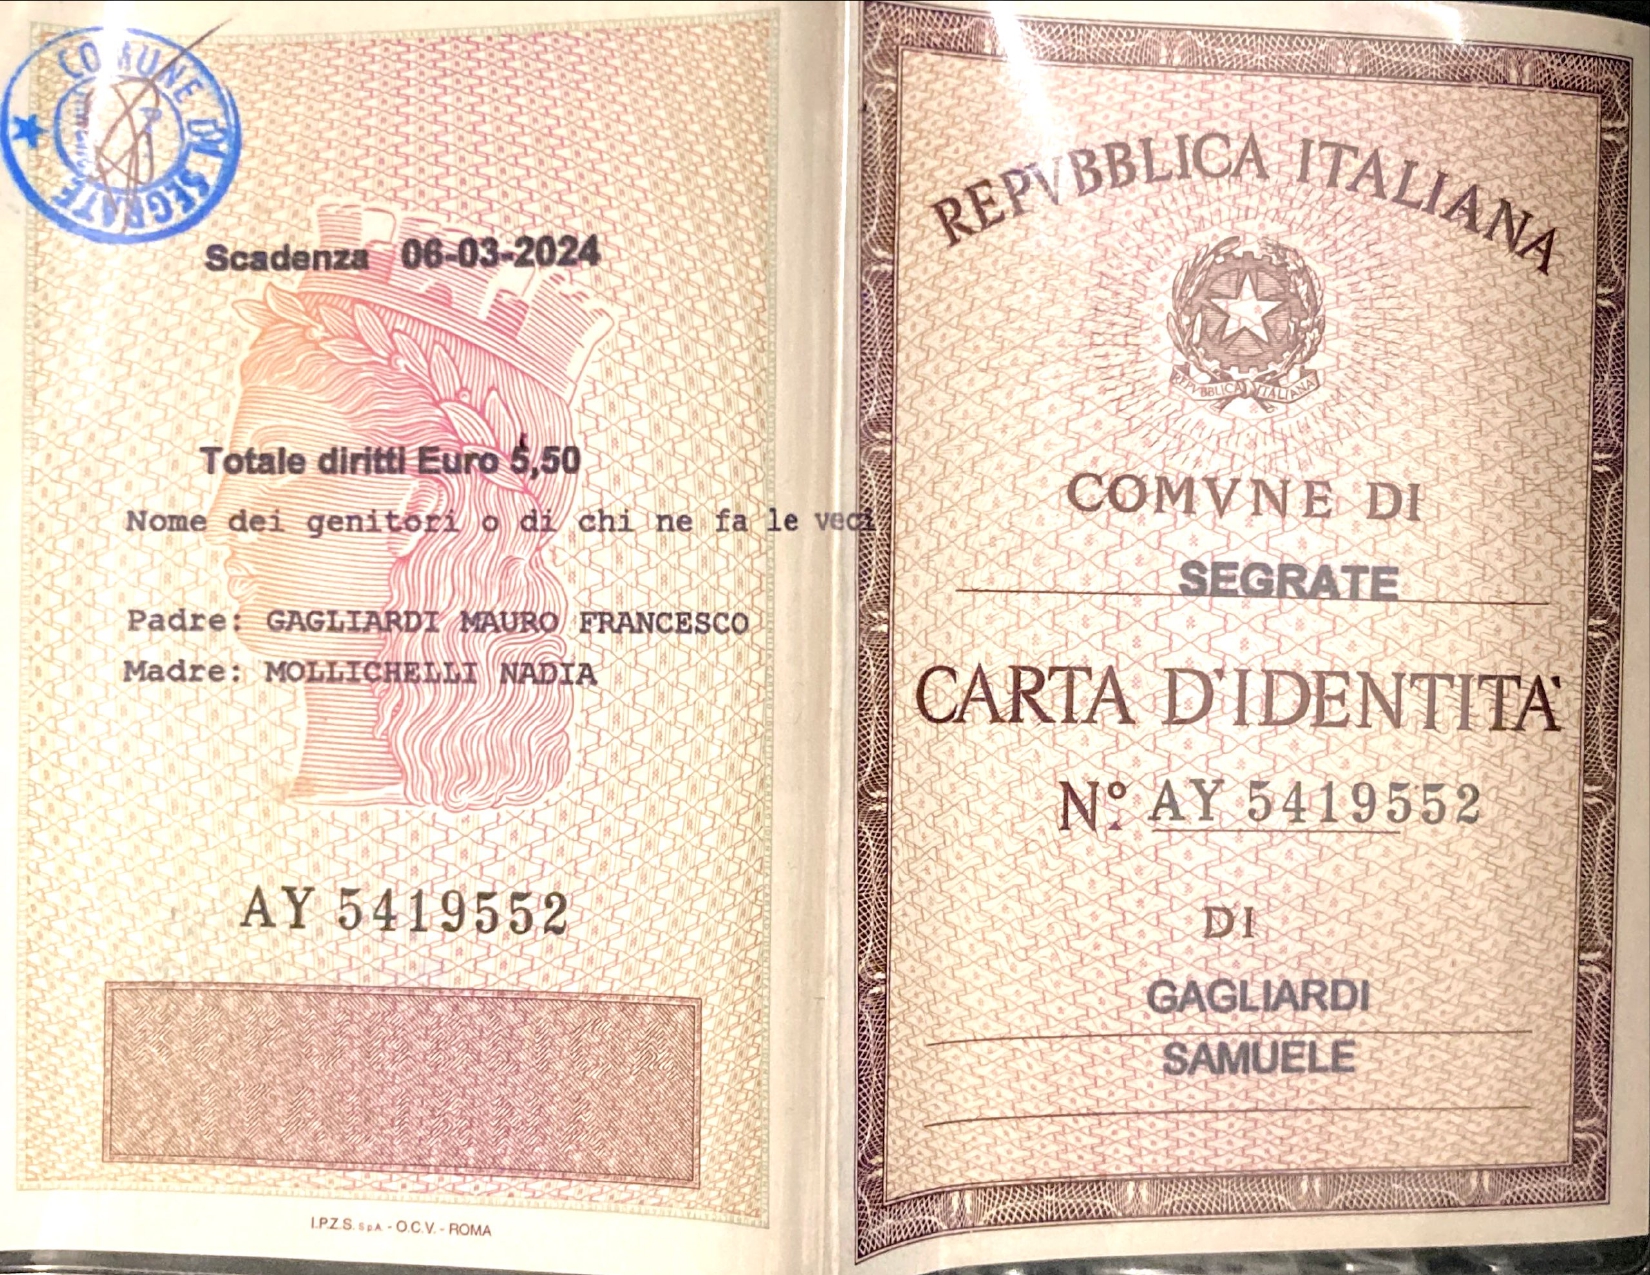 COMUNE DI SEGRATE
Scadenza 06-03-2024
Totale diritti Euro 5,50
Nome dei genitori o di chi ne fa le veci
Padre: GAGLIARDI MAURO FRANCESCO
Madre: MOLLICHELLI NADIA
AY 5419552
I.P.Z.S. S.p.A. - O.C.V. - ROMA
REPVBBLICA ITALIANA
REPVBBLICA ITALIANA
COMVNE DI
SEGRATE
CARTA D'IDENTITA'
N° AY 5419552
DI
GAGLIARDI
SAMUELE